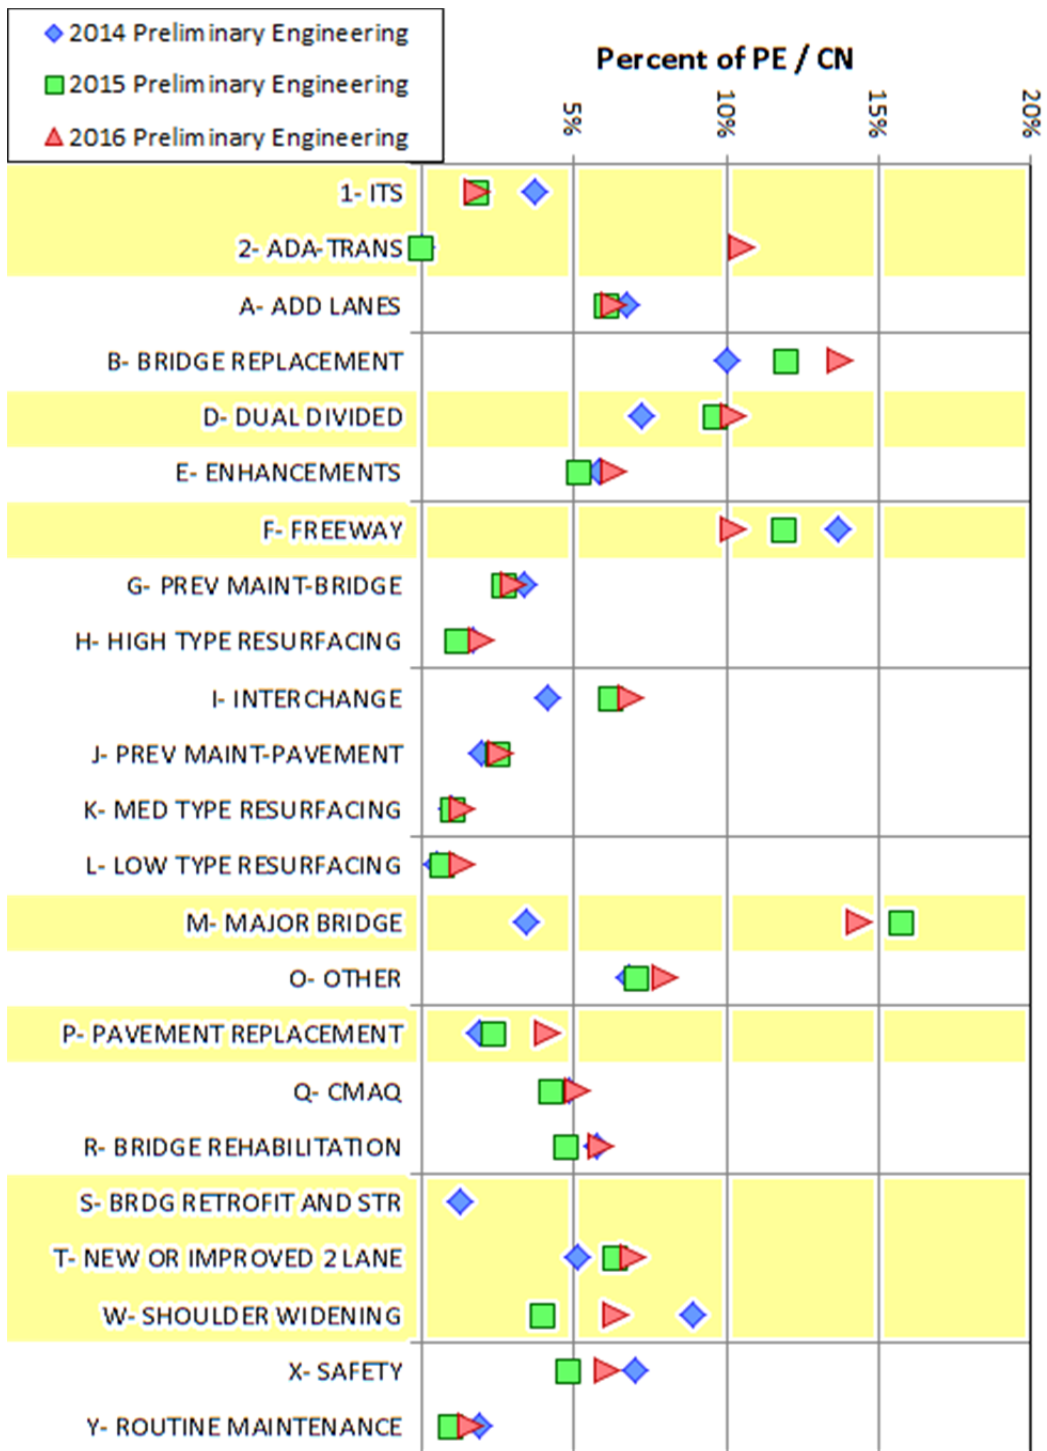 2014 Preliminary Engineering
2015 Preliminary Engineering
2016 Preliminary Engineering
Percent of PE / CN
5%
10%
15%
20%
1- ITS
2- ADA-TRANS
A- ADD LANES
B- BRIDGE REPLACEMENT
D- DUAL DIVIDED
E- ENHANCEMENTS
F- FREEWAY
G- PREV MAINT-BRIDGE
H- HIGH TYPE RESURFACING
I- INTERCHANGE
J- PREV MAINT-PAVEMENT
K- MED TYPE RESURFACING
L- LOW TYPE RESURFACING
M- MAJOR BRIDGE
O- OTHER
P- PAVEMENT REPLACEMENT
Q- CMAQ
R- BRIDGE REHABILITATION
S- BRDG RETROFIT AND STR
T- NEW OR IMPROVED 2 LANE
W- SHOULDER WIDENING
X- SAFETY
Y- ROUTINE MAINTENANCE